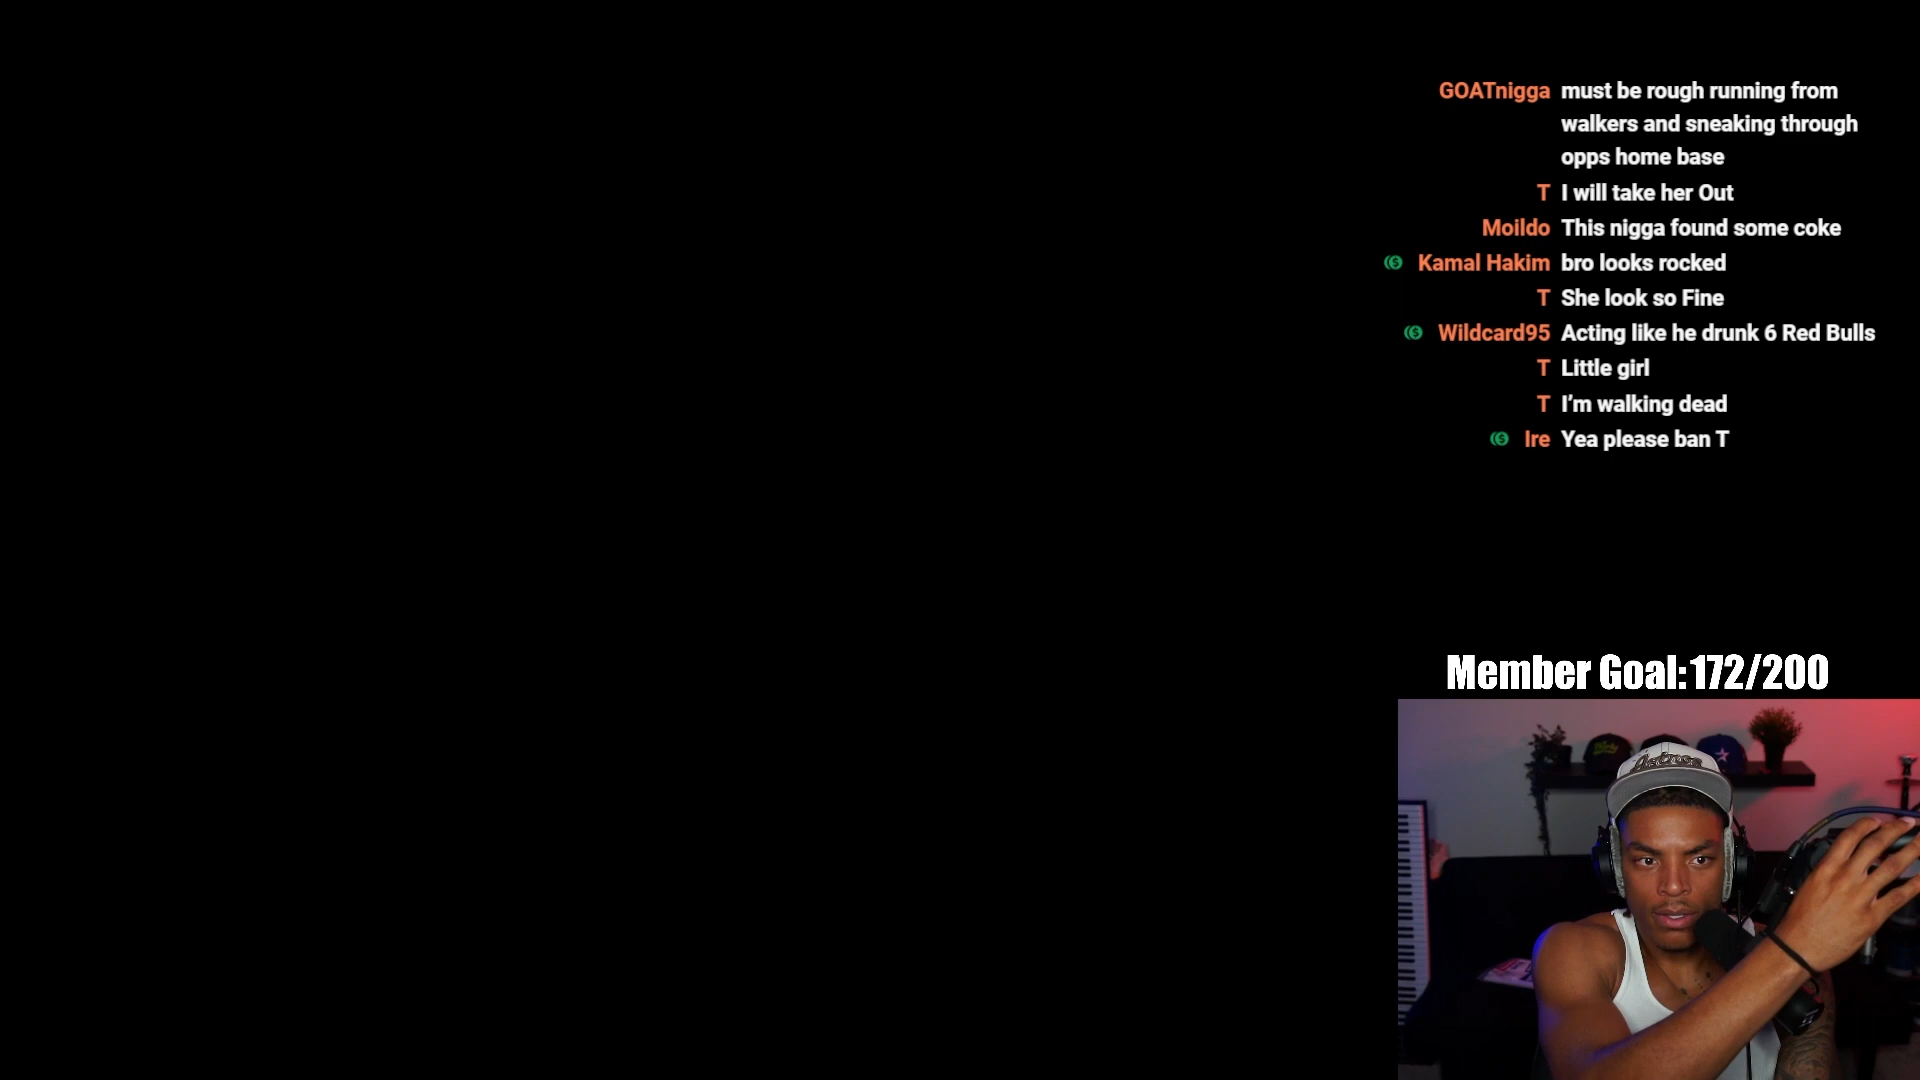 GOATnigga must be rough running from
walkers and sneaking through
opps home base
T I will take her Out
Moildo This nigga found some coke
Kamal Hakim bro looks rocked
T She look so Fine
Wildcard95 Acting like he drunk 6 Red Bulls
T Little girl
T I'm walking dead
Ire Yea please ban T
Member Goal: 172/200